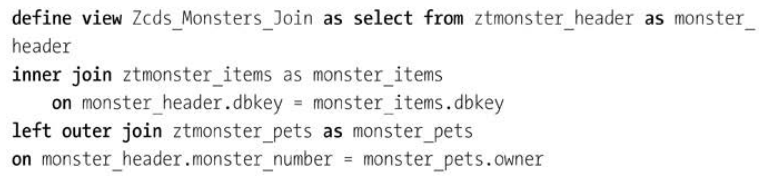 define view Zcds_Monsters_Join as select from ztmonster_header as monster_
header
inner join ztmonster_items as monster_items
on monster_header.dbkey = monster_items.dbkey
left outer join ztmonster_pets as monster_pets
on monster_header.monster_number = monster_pets.owner